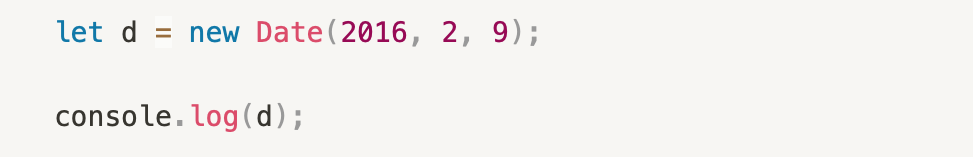 let d = new Date(2016, 2, 9);
console.log(d);